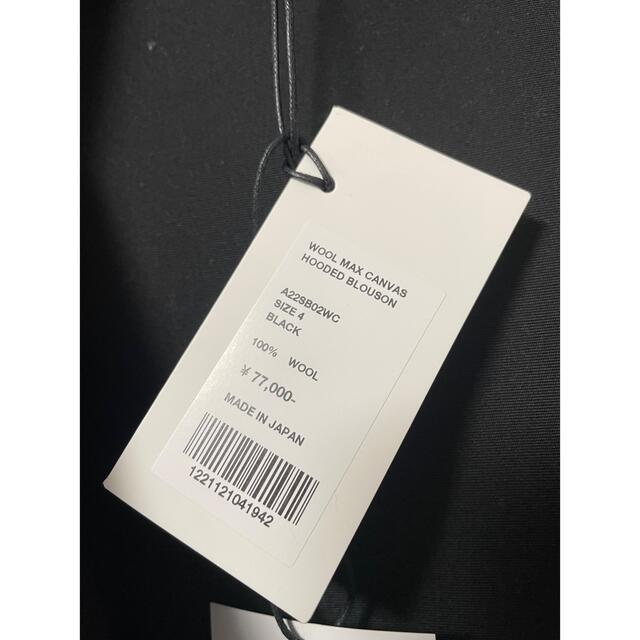 WOOL MAX CANVAS
HOODED BLOUSON
A22SB02WC
SIZE 4
BLACK
100% WOOL
¥ 77,000-
MADE IN JAPAN
1221121041942